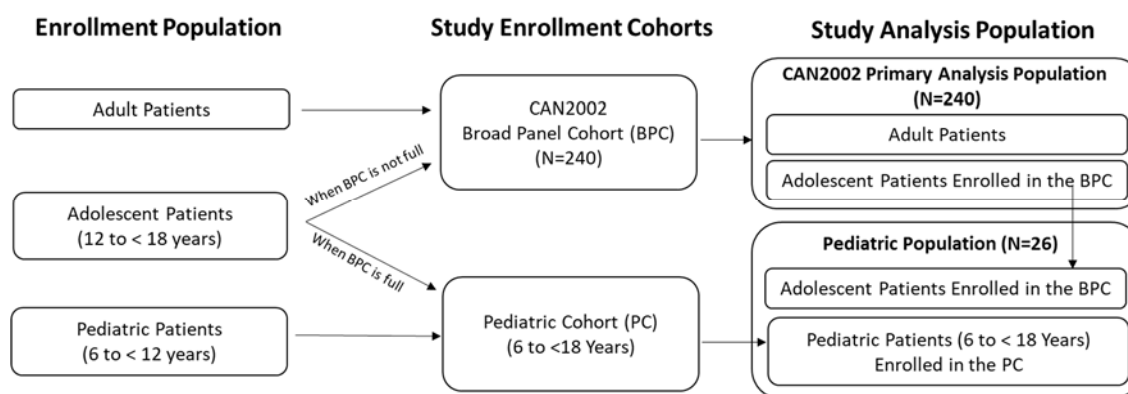 Enrollment Population
Study Enrollment Cohorts
Study Analysis Population
Adult Patients
Adolescent Patients
(12 to < 18 years)
Pediatric Patients
(6 to < 12 years)
When BPC is not full
When BPC is full
CAN2002
Broad Panel Cohort (BPC)
(N=240)
Pediatric Cohort (PC)
(6 to <18 Years)
CAN2002 Primary Analysis Population
(N=240)
Adult Patients
Adolescent Patients Enrolled in the BPC
Pediatric Population (N=26)
Adolescent Patients Enrolled in the BPC
Pediatric Patients (6 to < 18 Years)
Enrolled in the PC